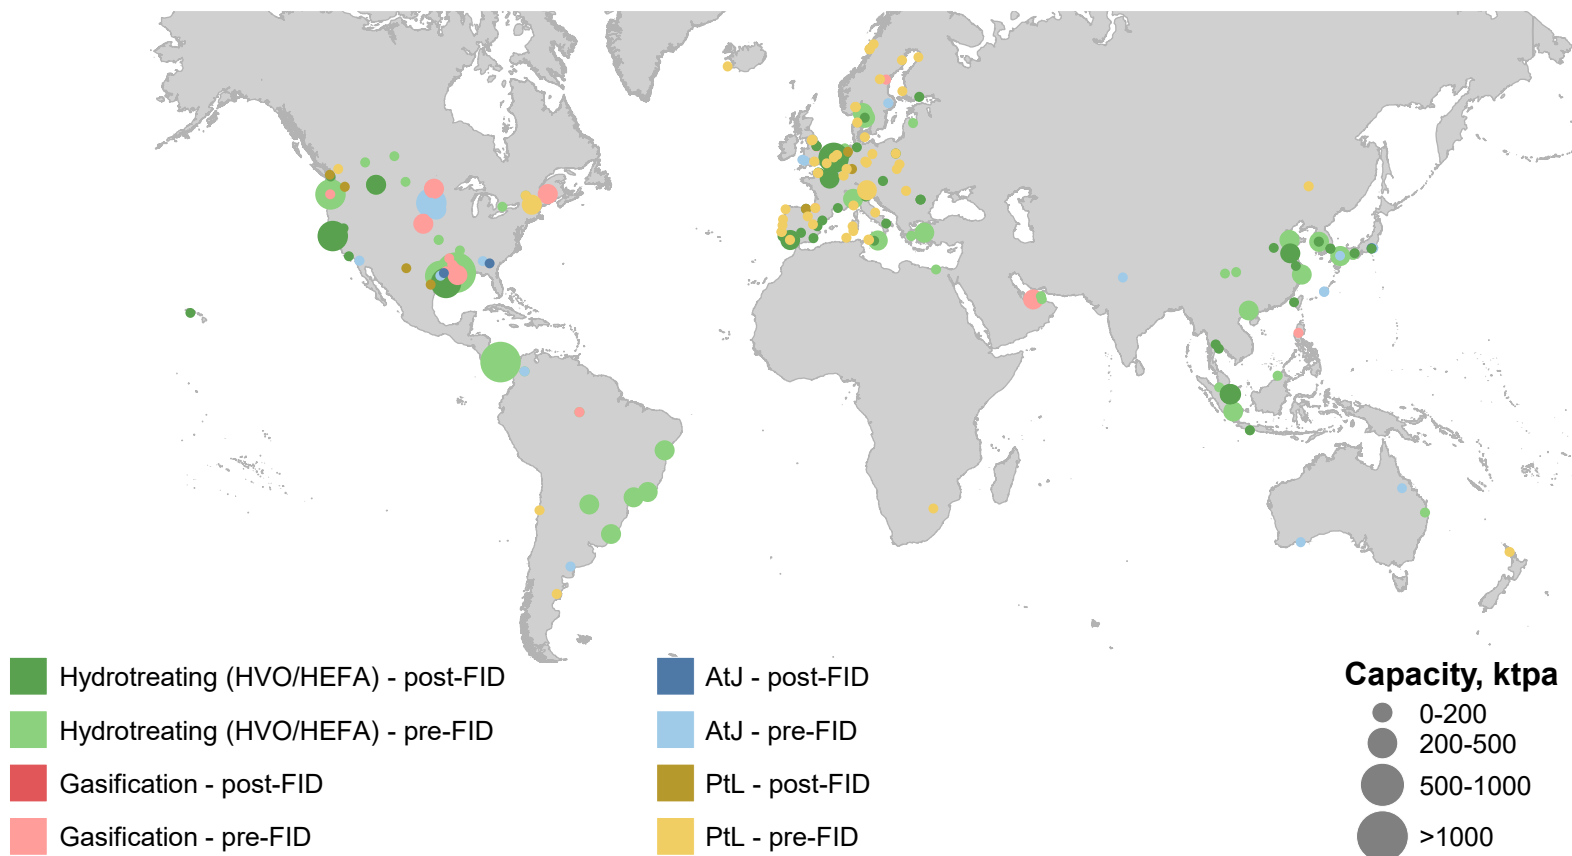 Hydrotreating (HVO/HEFA) - post-FID
Hydrotreating (HVO/HEFA) - pre-FID
Gasification - post-FID
Gasification - pre-FID
AtJ - post-FID
AtJ - pre-FID
PtL - post-FID
PtL - pre-FID
Capacity, ktpa
0-200
200-500
500-1000
>1000